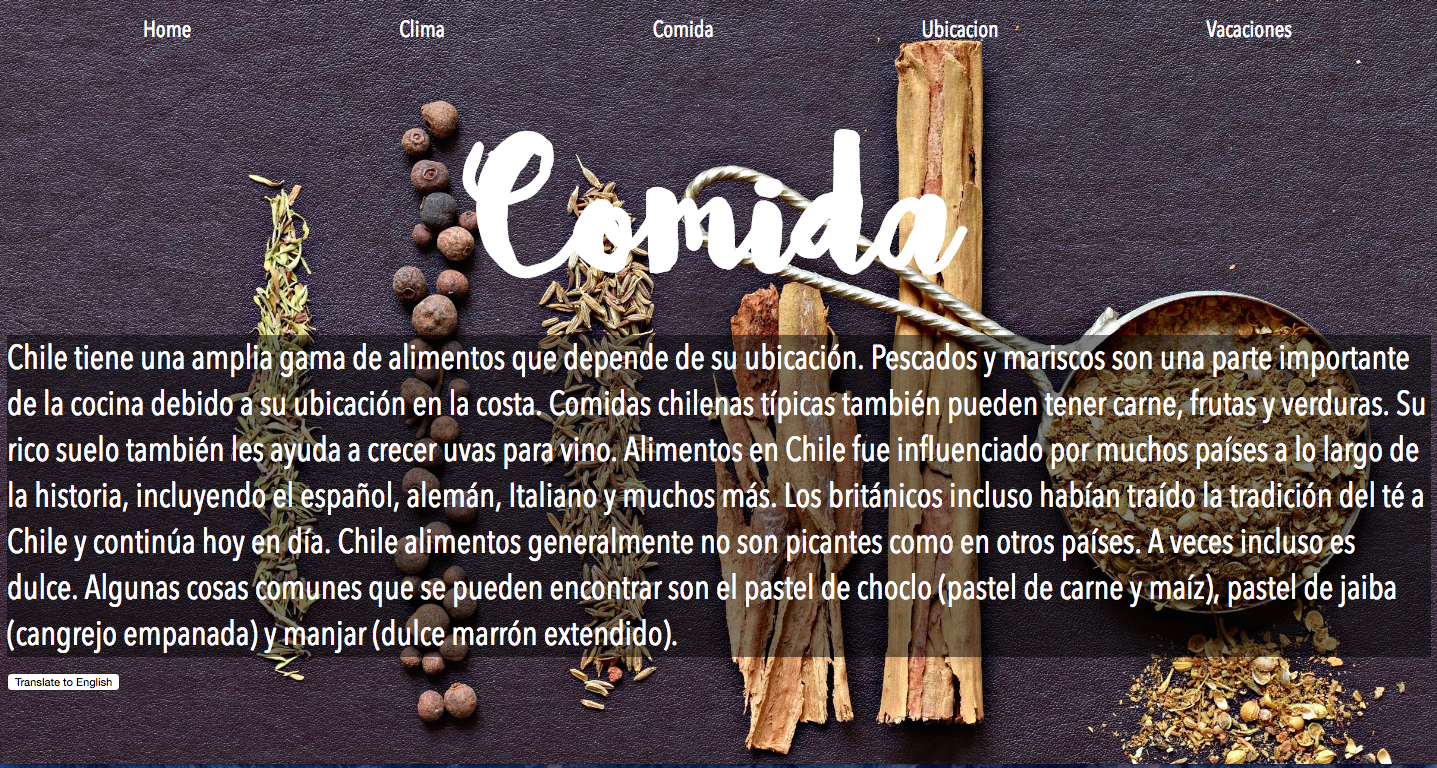 Home Clima Comida Ubicacion Vacaciones
Comida
Chile tiene una amplia gama de alimentos que depende de su ubicación. Pescados y mariscos son una parte importante
de la cocina debido a su ubicación en la costa. Comidas chilenas típicas también pueden tener carne, frutas y verduras. Su
rico suelo también les ayuda a crecer uvas para vino. Alimentos en Chile fue influenciado por muchos países a lo largo de
la historia, incluyendo el español, alemán, Italiano y muchos más. Los británicos incluso habían traído la tradición del té a
Chile y continúa hoy en día. Chile alimentos generalmente no son picantes como en otros países. A veces incluso es
dulce. Algunas cosas comunes que se pueden encontrar son el pastel de choclo (pastel de carne y maíz), pastel de jaiba
(cangrejo empanada) y manjar (dulce marrón extendido).
Translate to English